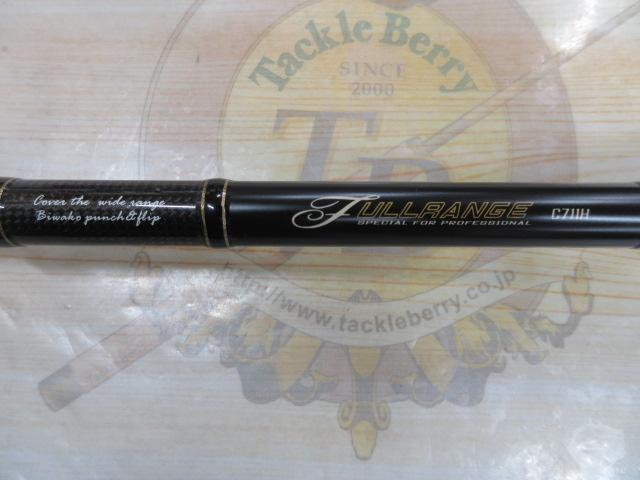 Tackle Berry
SINCE
2000
TB
Cover the wide range
Biwako punch&flip
FULLRANGE C711H
SPECIAL FOR PROFESSIONAL
http://www.tackleberry.co.jp